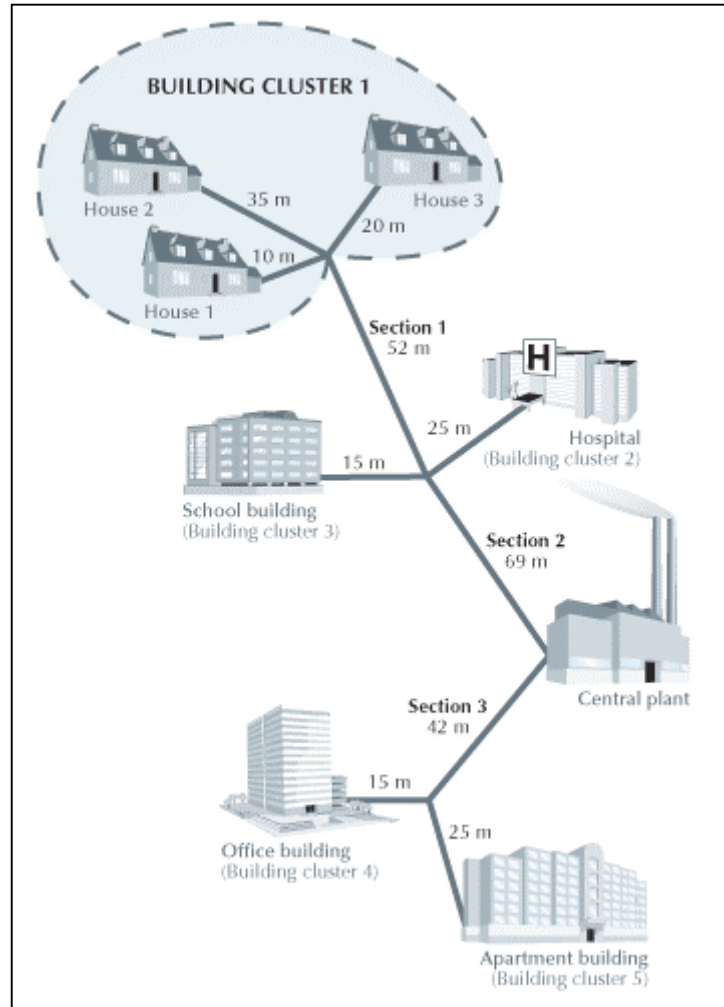 BUILDING CLUSTER 1
35 m
House 2
House 3
20 m
10 m
House 1
Section 1
52 m
H
25 m
Hospital
(Building cluster 2)
15 m
School building
(Building cluster 3)
Section 2
69 m
Section 3
42 m
Central plant
15 m
25 m
Office building
(Building cluster 4)
Apartment building
(Building cluster 5)